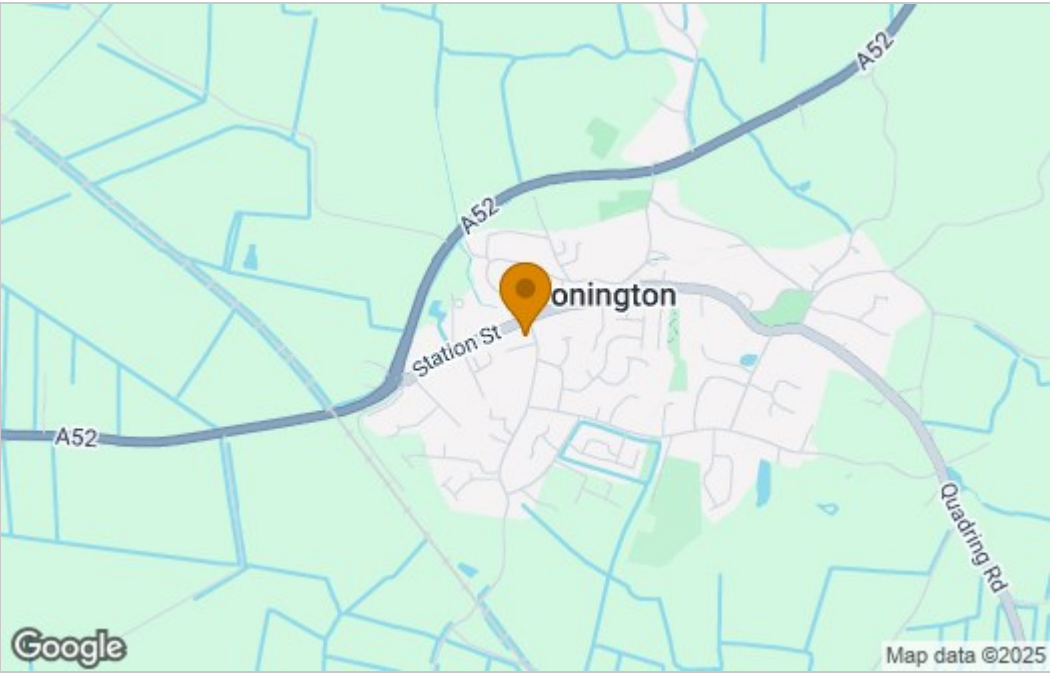 A52
A52
onington
Station St
A52
Quadring Rd
Google
Map data ©2025